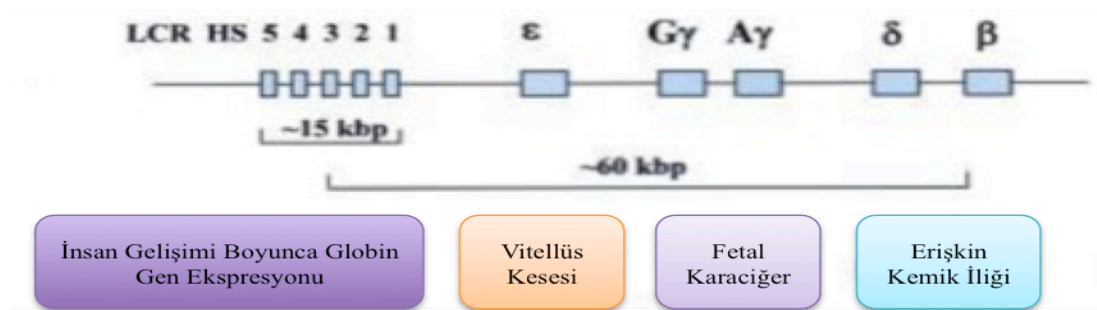 LCR HS 5 4 3 2 1 ε Gγ Aγ δ β
~15 kbp
~60 kbp
İnsan Gelişimi Boyunca Globin
Gen Ekspresyonu
Vitellüs
Kesesi
Fetal
Karaciğer
Erişkin
Kemik İliği